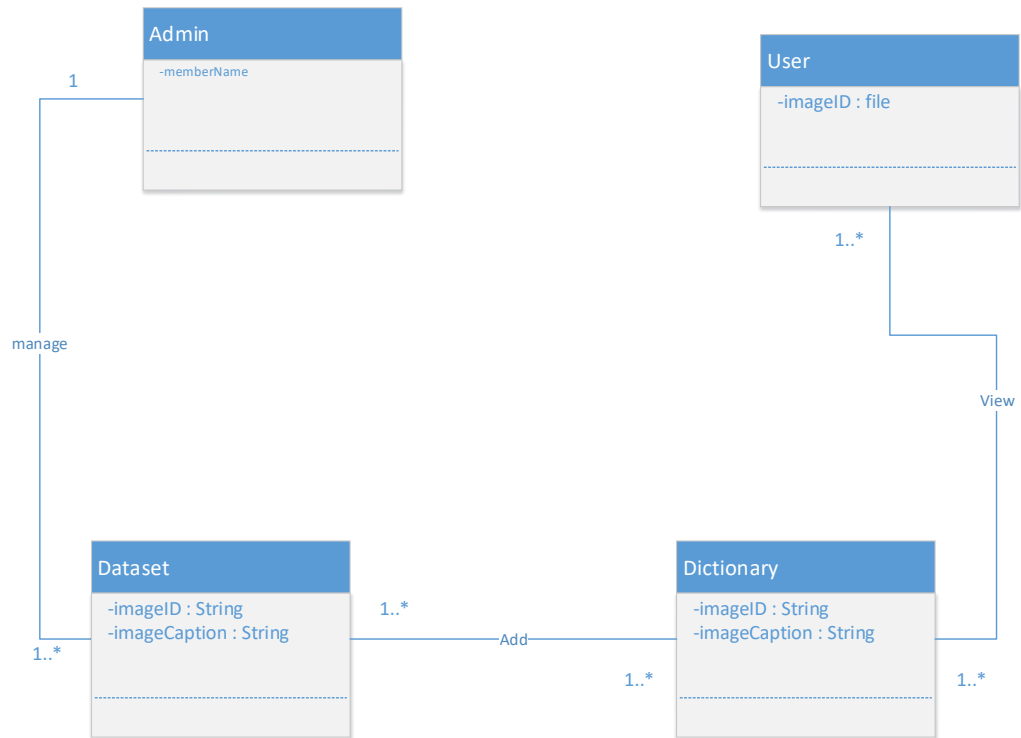 Admin
-memberName
1
User
-imageID : file
1..*
manage
View
Dataset
-imageID : String
-imageCaption : String
1..*
1..*
Add
Dictionary
-imageID : String
-imageCaption : String
1..*
1..*